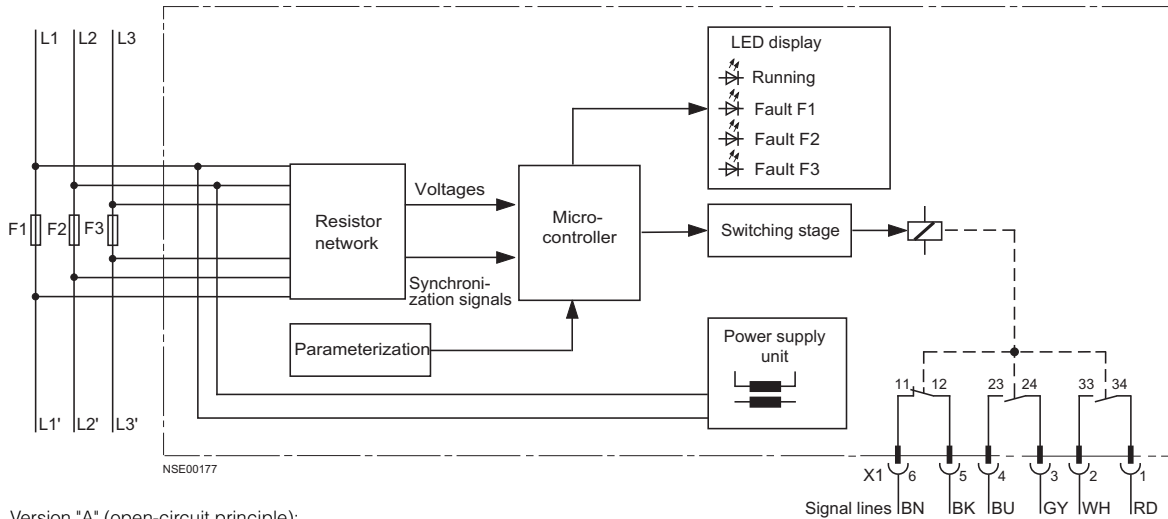 L1 L2 L3
LED display
Running
Fault F1
Fault F2
Fault F3
F1 F2 F3
Resistor
network
Voltages
Synchroni-
zation signals
Micro-
controller
Switching stage
Parameterization
Power supply
unit
L1' L2' L3'
NSE00177
11 12 23 24 33 34
X1 6 5 4 3 2 1
Signal lines BN BK BU GY WH RD
Version "A" (open-circuit principle):